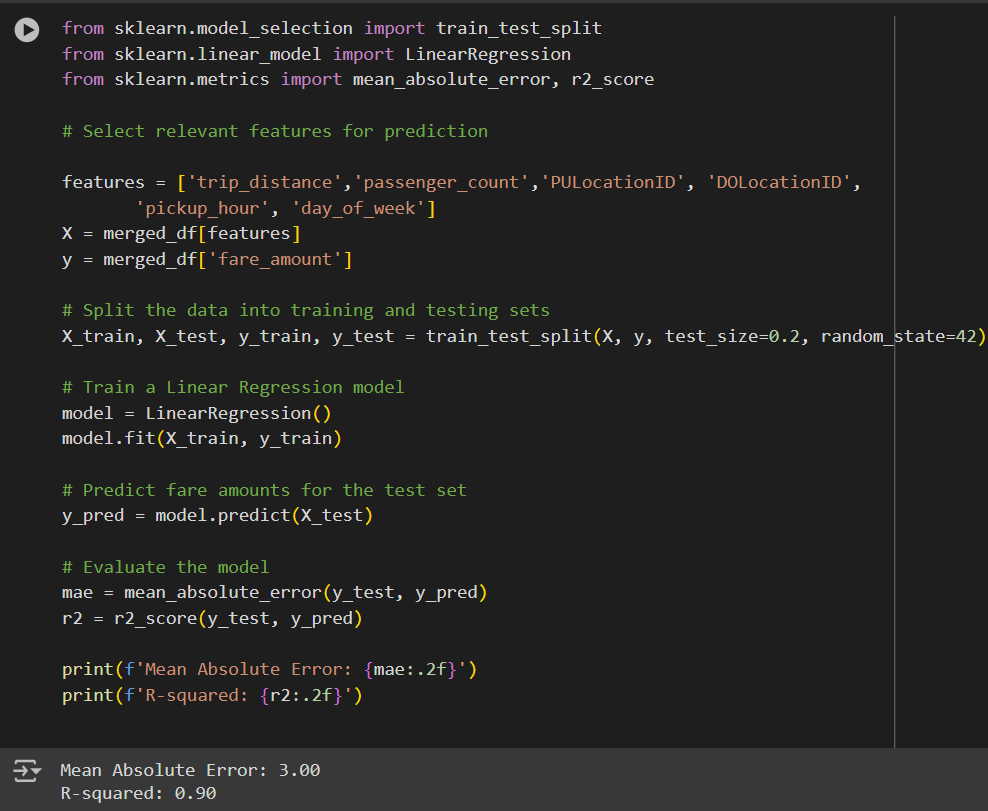 from sklearn.model_selection import train_test_split
from sklearn.linear_model import LinearRegression
from sklearn.metrics import mean_absolute_error, r2_score
# Select relevant features for prediction
features = ['trip_distance','passenger_count','PULocationID', 'DOLocationID',
       'pickup_hour', 'day_of_week']
X = merged_df[features]
y = merged_df['fare_amount']
# Split the data into training and testing sets
X_train, X_test, y_train, y_test = train_test_split(X, y, test_size=0.2, random_state=42)
# Train a Linear Regression model
model = LinearRegression()
model.fit(X_train, y_train)
# Predict fare amounts for the test set
y_pred = model.predict(X_test)
# Evaluate the model
mae = mean_absolute_error(y_test, y_pred)
r2 = r2_score(y_test, y_pred)
print(f'Mean Absolute Error: {mae:.2f}')
print(f'R-squared: {r2:.2f}')
Mean Absolute Error: 3.00
R-squared: 0.90